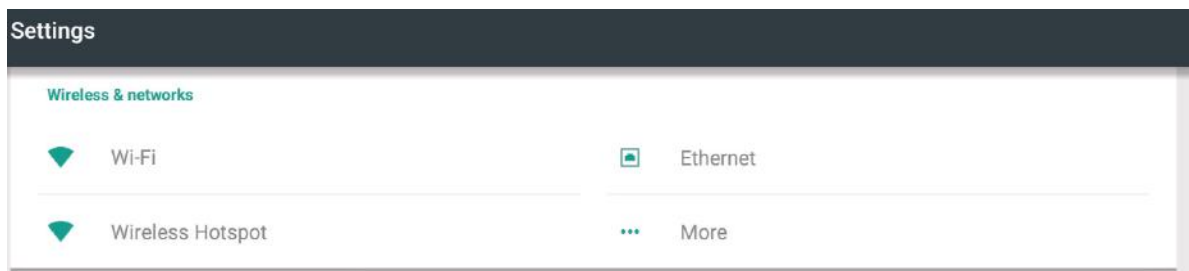 Settings
Wireless & networks
Wi-Fi
Ethernet
Wireless Hotspot
More